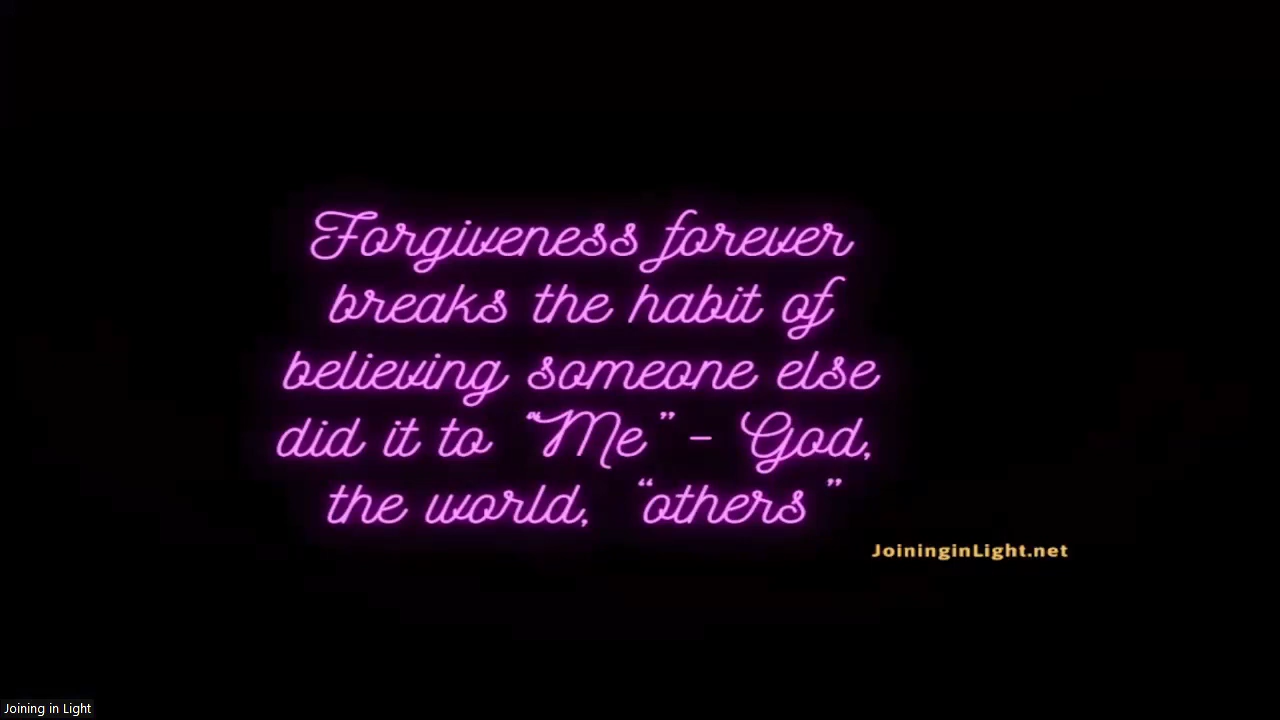 Forgiveness forever
breaks the habit of
believing someone else
did it to “Me” - God,
the world, “others”
JoininginLight.net
Joining in Light